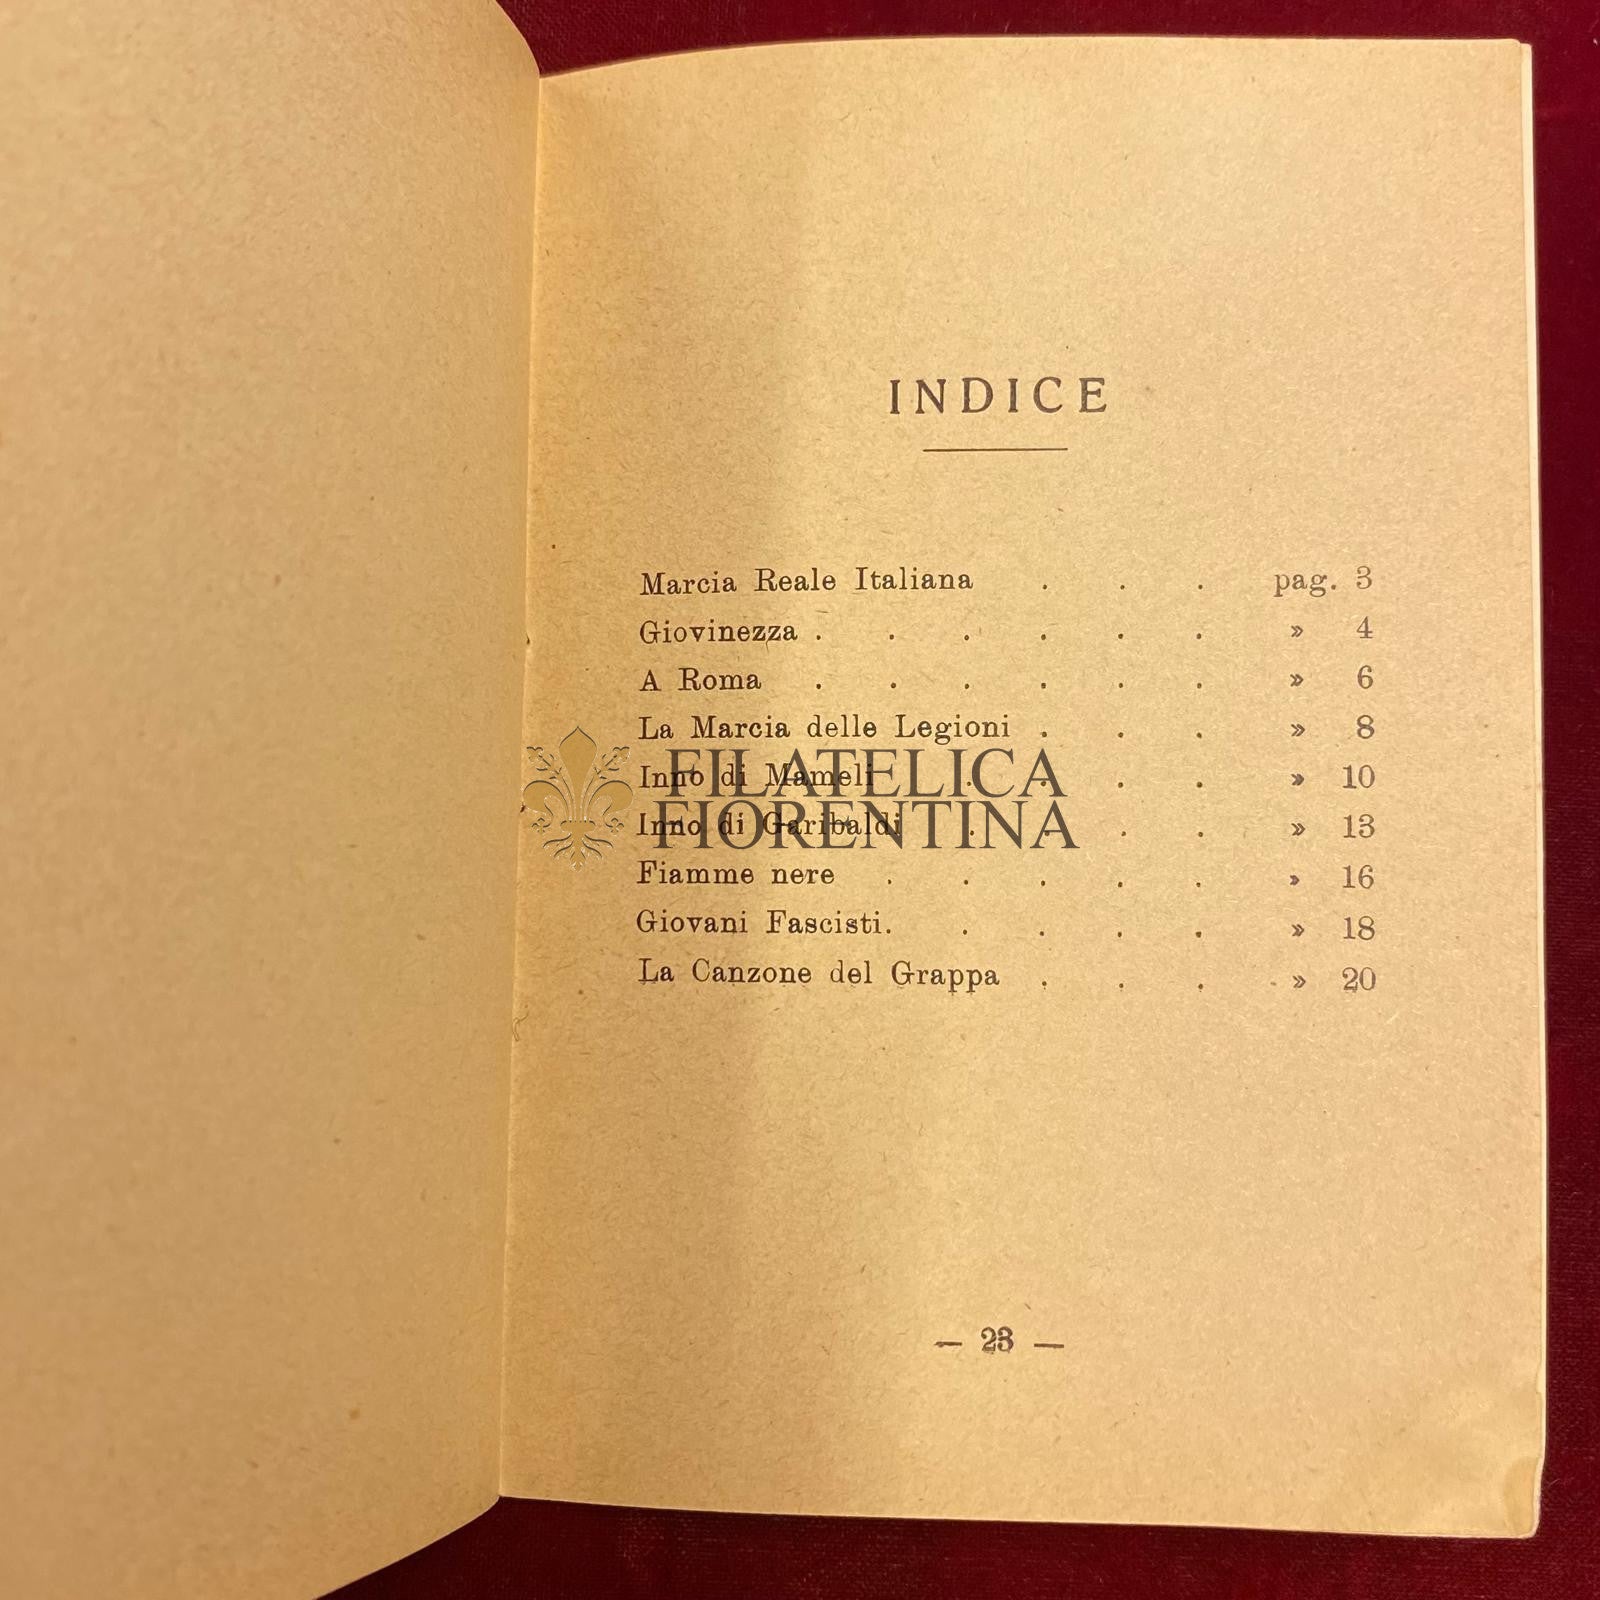 INDICE
Marcia Reale Italiana . . . pag. 3
Giovinezza . . . . . . » 4
A Roma . . . . . . » 6
La Marcia delle Legioni . . . » 8
Inno di Mameli . . . . » 10
Inno di Garibaldi . . . . » 13
Fiamme nere . . . . . » 16
Giovani Fascisti. . . . . » 18
La Canzone del Grappa . . . » 20
FILATELICA
FIORENTINA
— 23 —